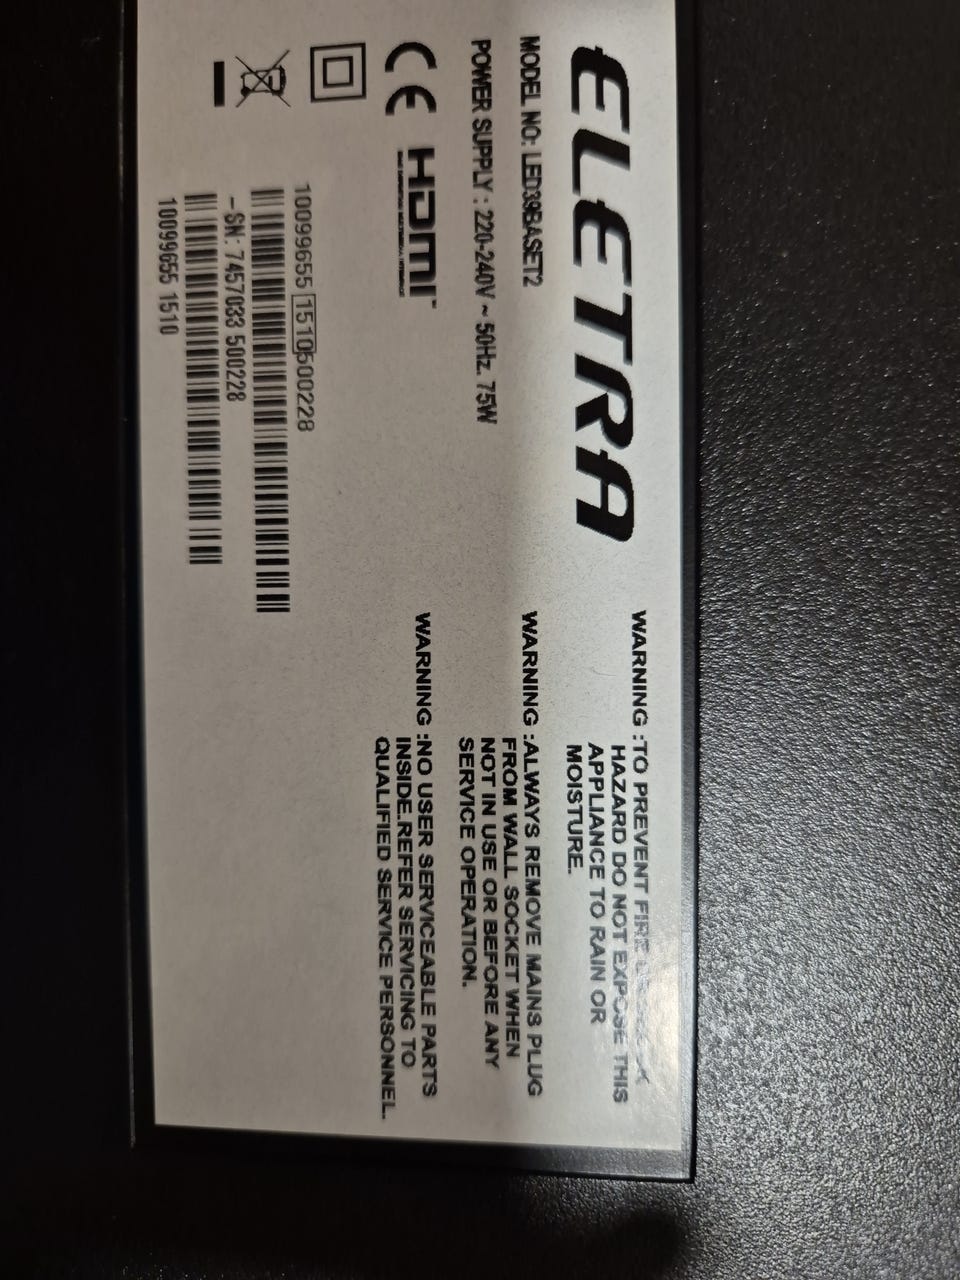 ELETRA
MODEL NO: LED39BASET2
POWER SUPPLY : 220-240V ~ 50Hz. 75W
CE HDMI
10099655 1510500228
-SN: 7457033 500228
10099655 1510
WARNING :TO PREVENT FIRE
HAZARD DO NOT EXPOSE THIS
APPLIANCE TO RAIN OR
MOISTURE.
WARNING :ALWAYS REMOVE MAINS PLUG
FROM WALL SOCKET WHEN
NOT IN USE OR BEFORE ANY
SERVICE OPERATION.
WARNING :NO USER SERVICEABLE PARTS
INSIDE.REFER SERVICING TO
QUALIFIED SERVICE PERSONNEL.